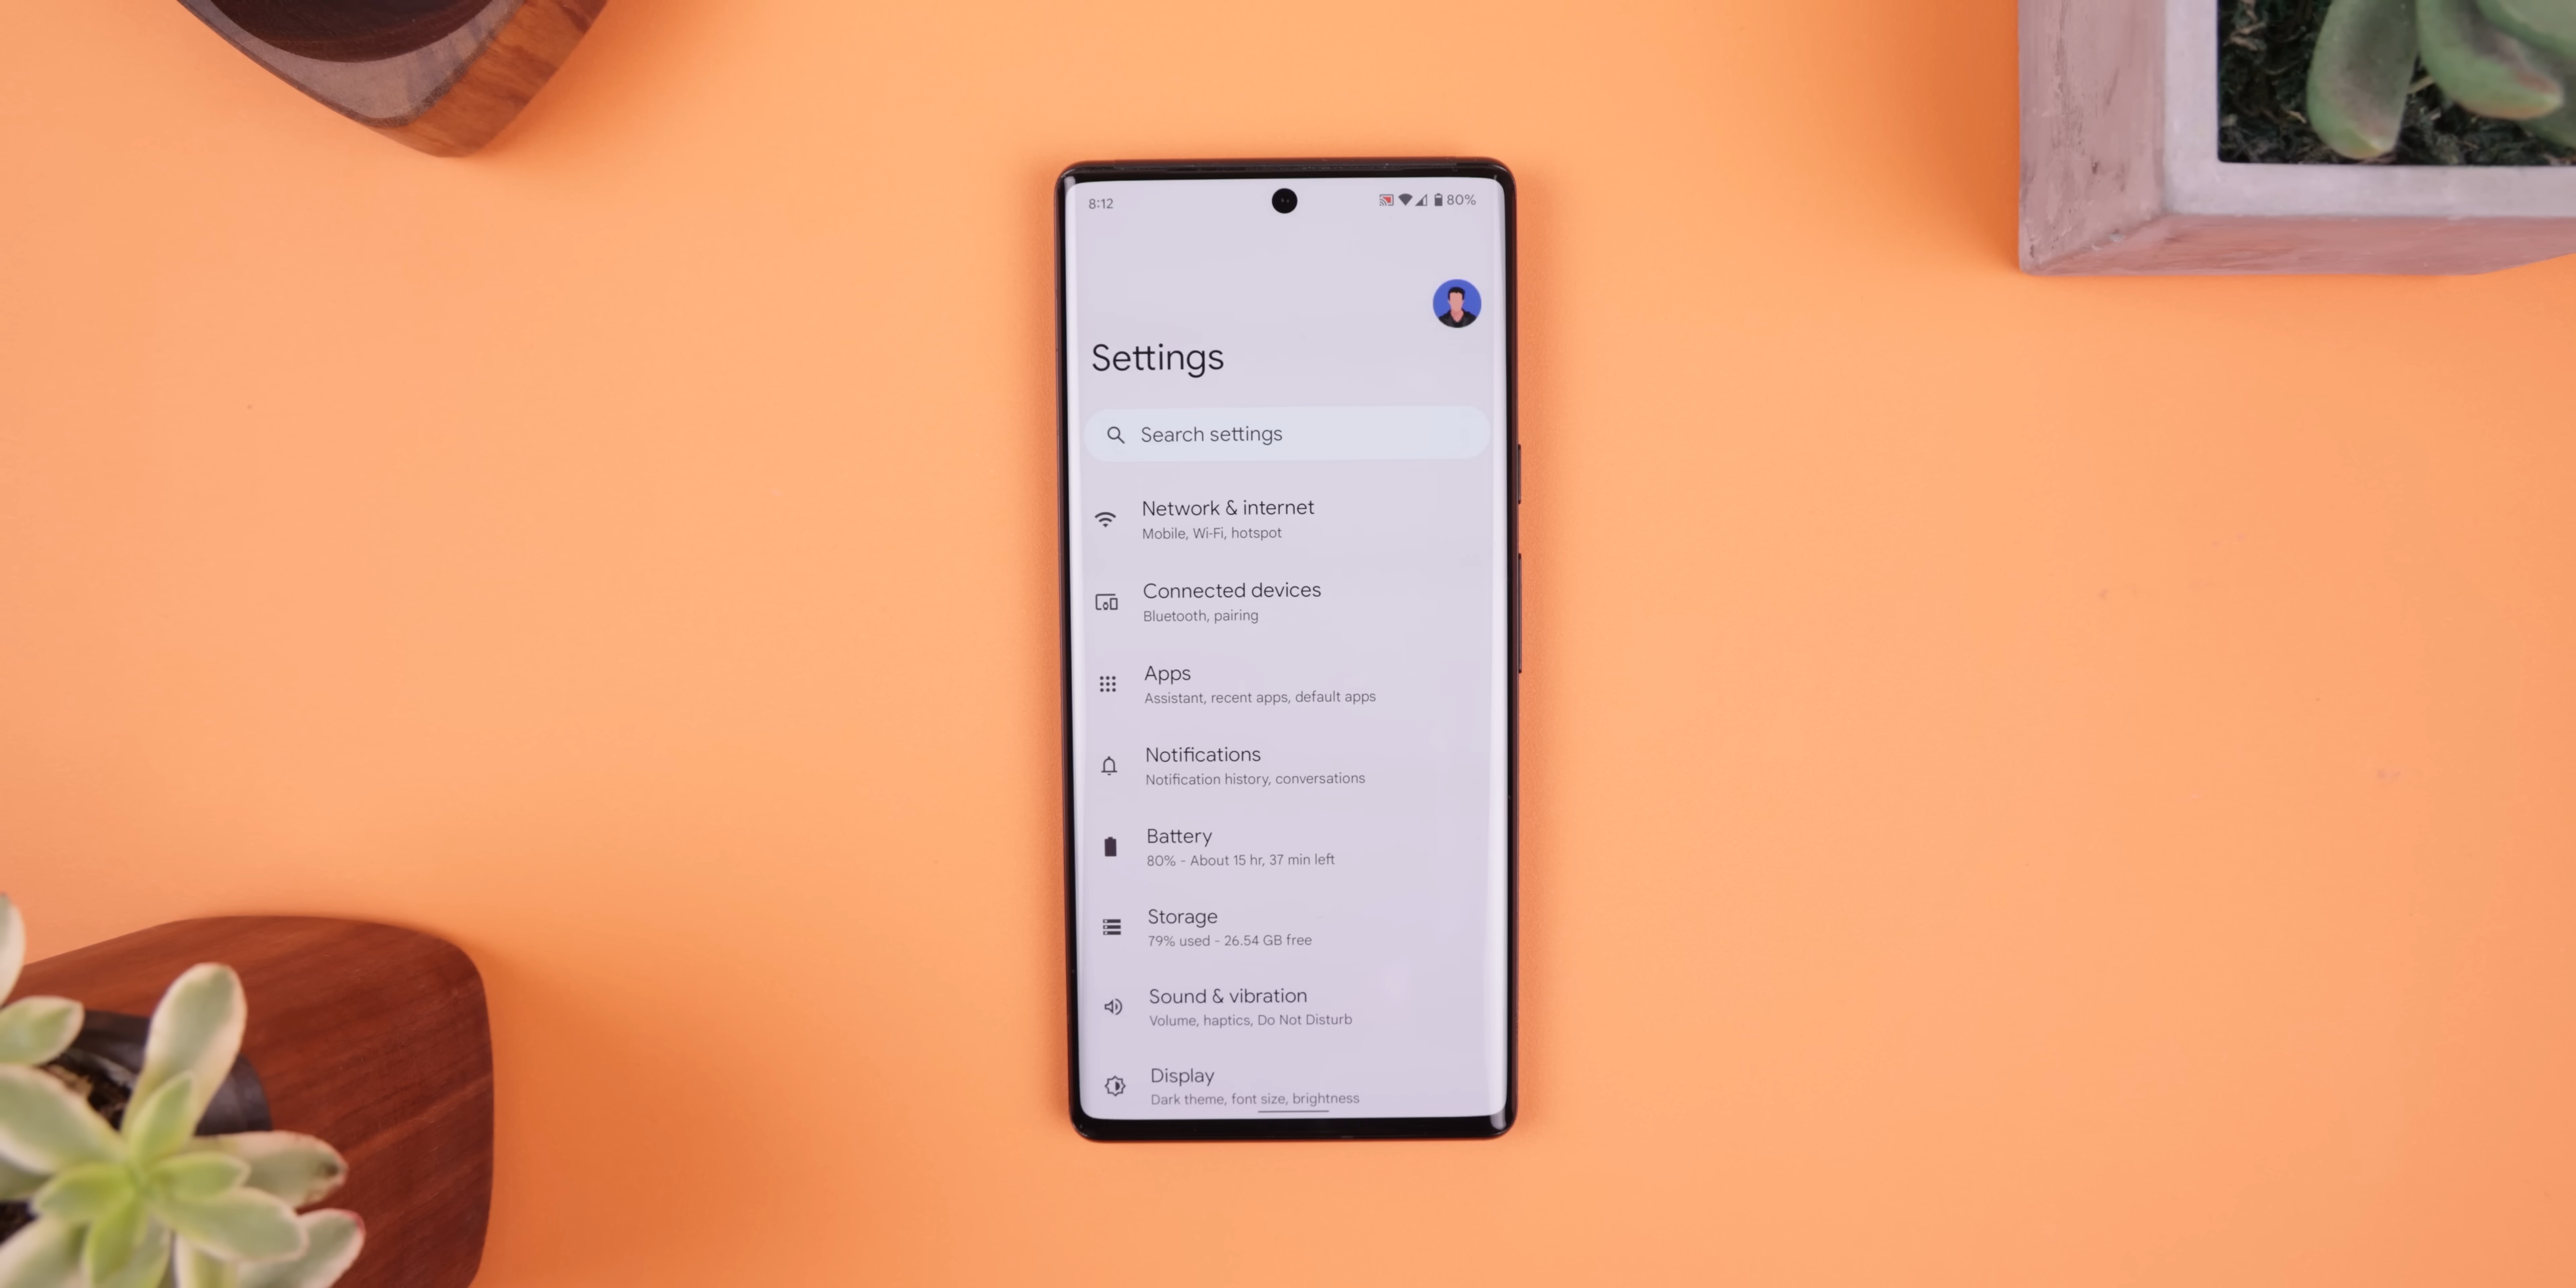 8:12
80%
Settings
Search settings
Network & internet
Mobile, Wi-Fi, hotspot
Connected devices
Bluetooth, pairing
Apps
Assistant, recent apps, default apps
Notifications
Notification history, conversations
Battery
80% - About 15 hr, 37 min left
Storage
79% used - 26.54 GB free
Sound & vibration
Volume, haptics, Do Not Disturb
Display
Dark theme, font size, brightness